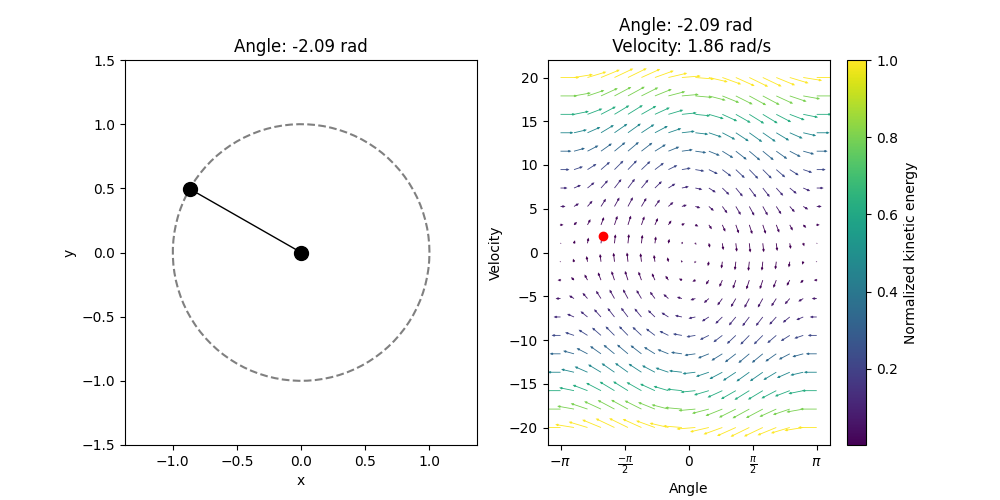 Angle: -2.09 rad
1.5
1.0
0.5
0.0
−0.5
−1.0
−1.5
−1.0
−0.5
0.0
0.5
1.0
x
y
Angle: -2.09 rad
Velocity: 1.86 rad/s
20
15
10
5
0
−5
−10
−15
−20
−π
−π/2
0
π/2
π
Angle
Velocity
1.0
0.8
0.6
0.4
0.2
Normalized kinetic energy